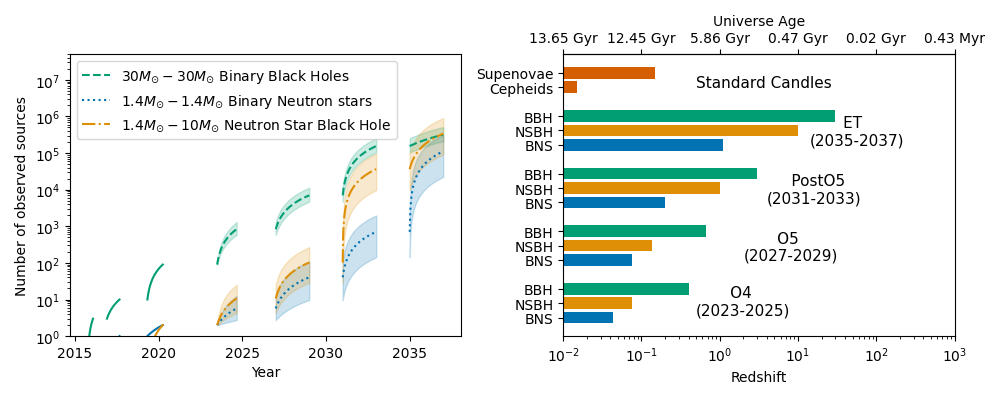 10⁷
10⁶
10⁵
10⁴
10³
10²
10¹
10⁰
Number of observed sources
30M⊙ − 30M⊙ Binary Black Holes
1.4M⊙ − 1.4M⊙ Binary Neutron stars
1.4M⊙ − 10M⊙ Neutron Star Black Hole
2015 2020 2025 2030 2035
Year
Universe Age
13.65 Gyr 12.45 Gyr 5.86 Gyr 0.47 Gyr 0.02 Gyr 0.43 Myr
Supenovae
Cepheids
Standard Candles
BBH
NSBH
BNS
ET
(2035-2037)
BBH
NSBH
BNS
PostO5
(2031-2033)
BBH
NSBH
BNS
O5
(2027-2029)
BBH
NSBH
BNS
O4
(2023-2025)
10⁻² 10⁻¹ 10⁰ 10¹ 10² 10³
Redshift